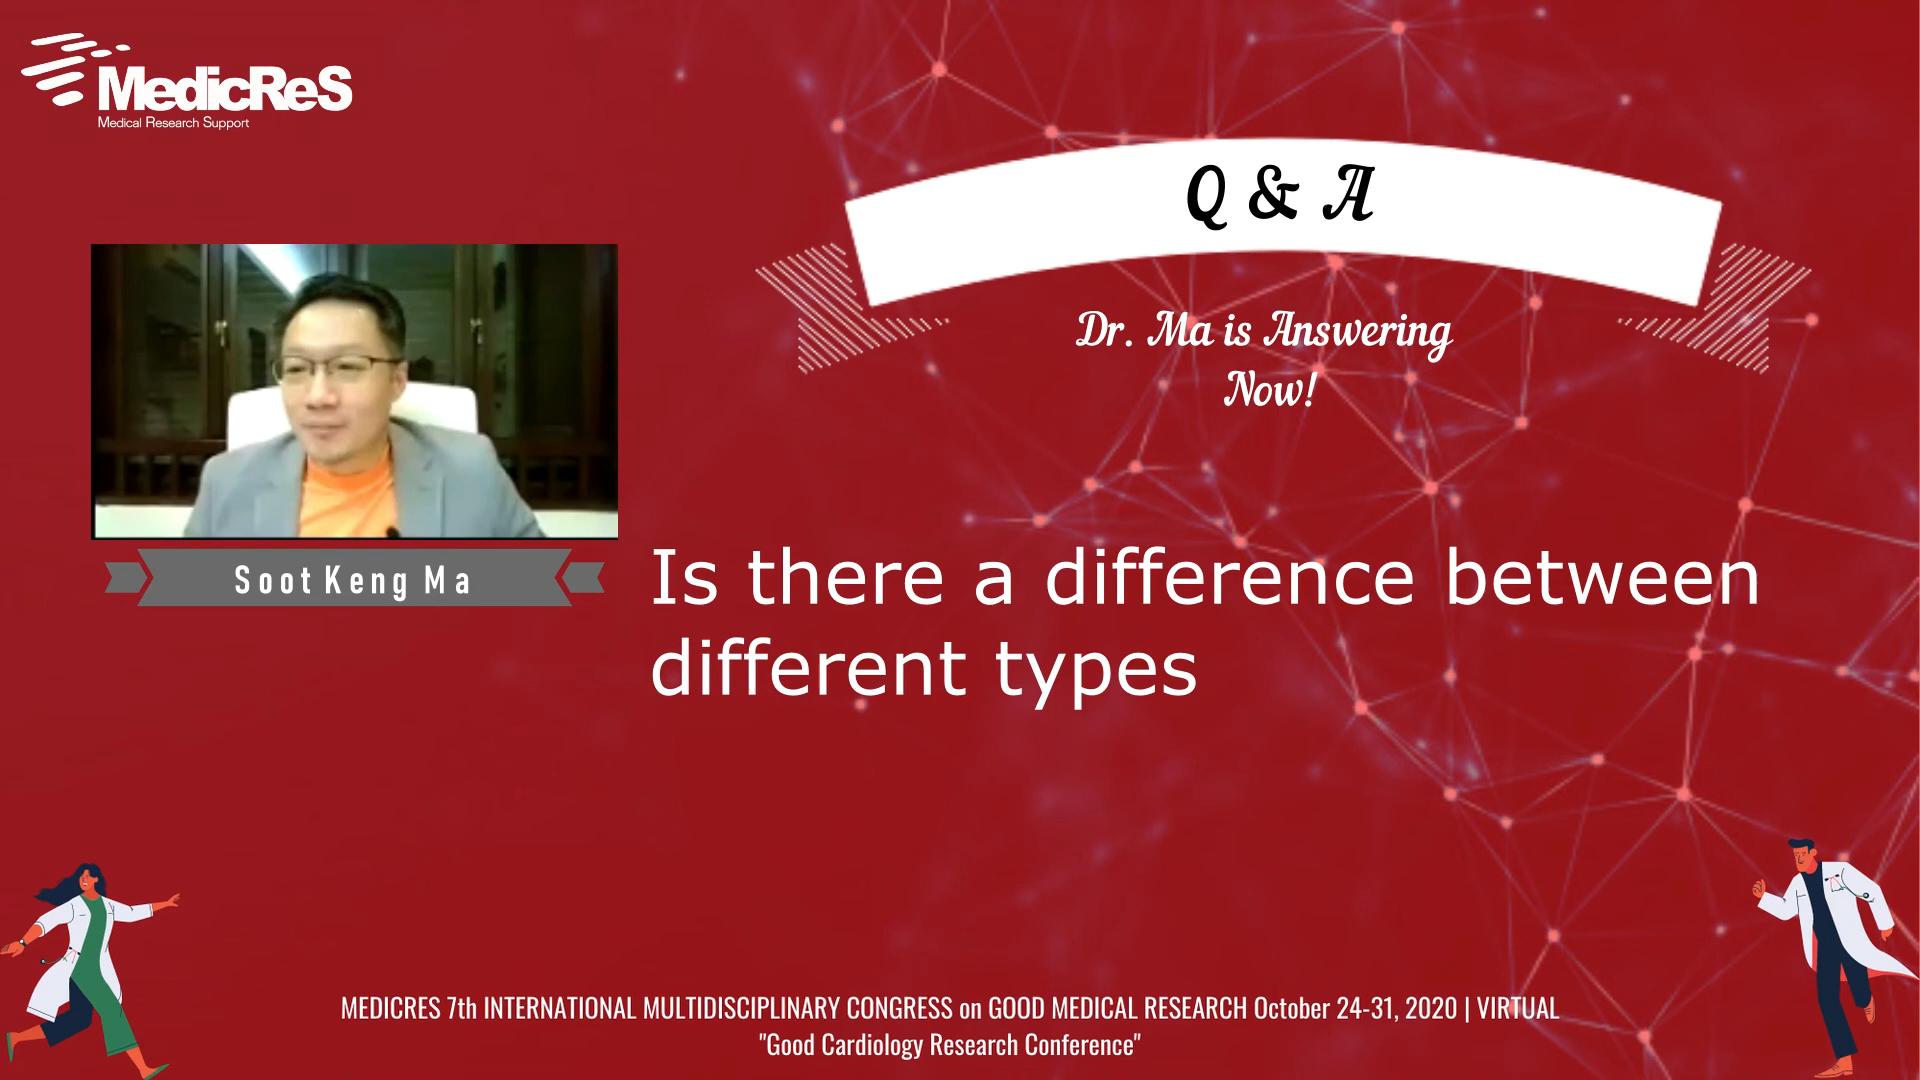 MedicReS
Medical Research Support
Q & A
Dr. Ma is Answering
Now!
Soot Keng Ma
Is there a difference between
different types
MEDICRES 7th INTERNATIONAL MULTIDISCIPLINARY CONGRESS on GOOD MEDICAL RESEARCH October 24-31, 2020 | VIRTUAL
"Good Cardiology Research Conference"